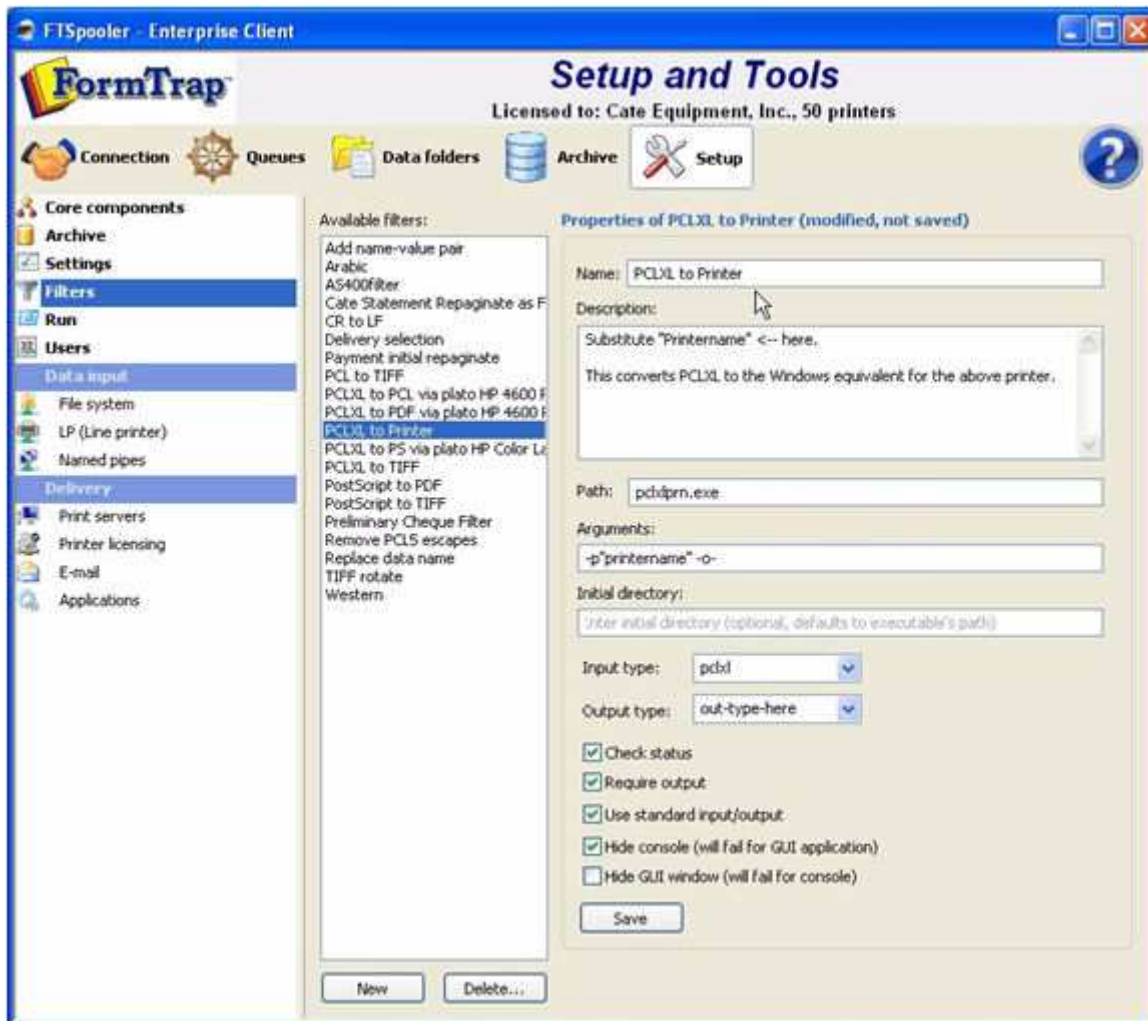 FTSpooler - Enterprise Client
FormTrap
Setup and Tools
Licensed to: Cate Equipment, Inc., 50 printers
Connection
Queues
Data folders
Archive
Setup
?
Core components
Archive
Settings
Filters
Run
Users
Data input
File system
LP (Line printer)
Named pipes
Delivery
Print servers
Printer licensing
E-mail
Applications
Available filters:
Add name-value pair
Arabic
AS400filter
Cate Statement Repaginate as F
CR to LF
Delivery selection
Payment initial repaginate
PCL to TIFF
PCLXL to PCL via plato HP 4600 F
PCLXL to PDF via plato HP 4600 F
PCLXL to Printer
PCLXL to PS via plato HP Color La
PCLXL to TIFF
PostScript to PDF
PostScript to TIFF
Preliminary Cheque Filter
Remove PCL5 escapes
Replace data name
TIFF rotate
Western
New
Delete...
Properties of PCLXL to Printer (modified, not saved)
Name: PCLXL to Printer
Description:
Substitute "Printername" <-- here.
This converts PCLXL to the Windows equivalent for the above printer.
Path: pclxlprn.exe
Arguments:
-p"printername" -o-
Initial directory:
initial directory (optional, defaults to executable's path)
Input type: pclxl
Output type: out-type-here
Check status
Require output
Use standard input/output
Hide console (will fail for GUI application)
Hide GUI window (will fail for console)
Save